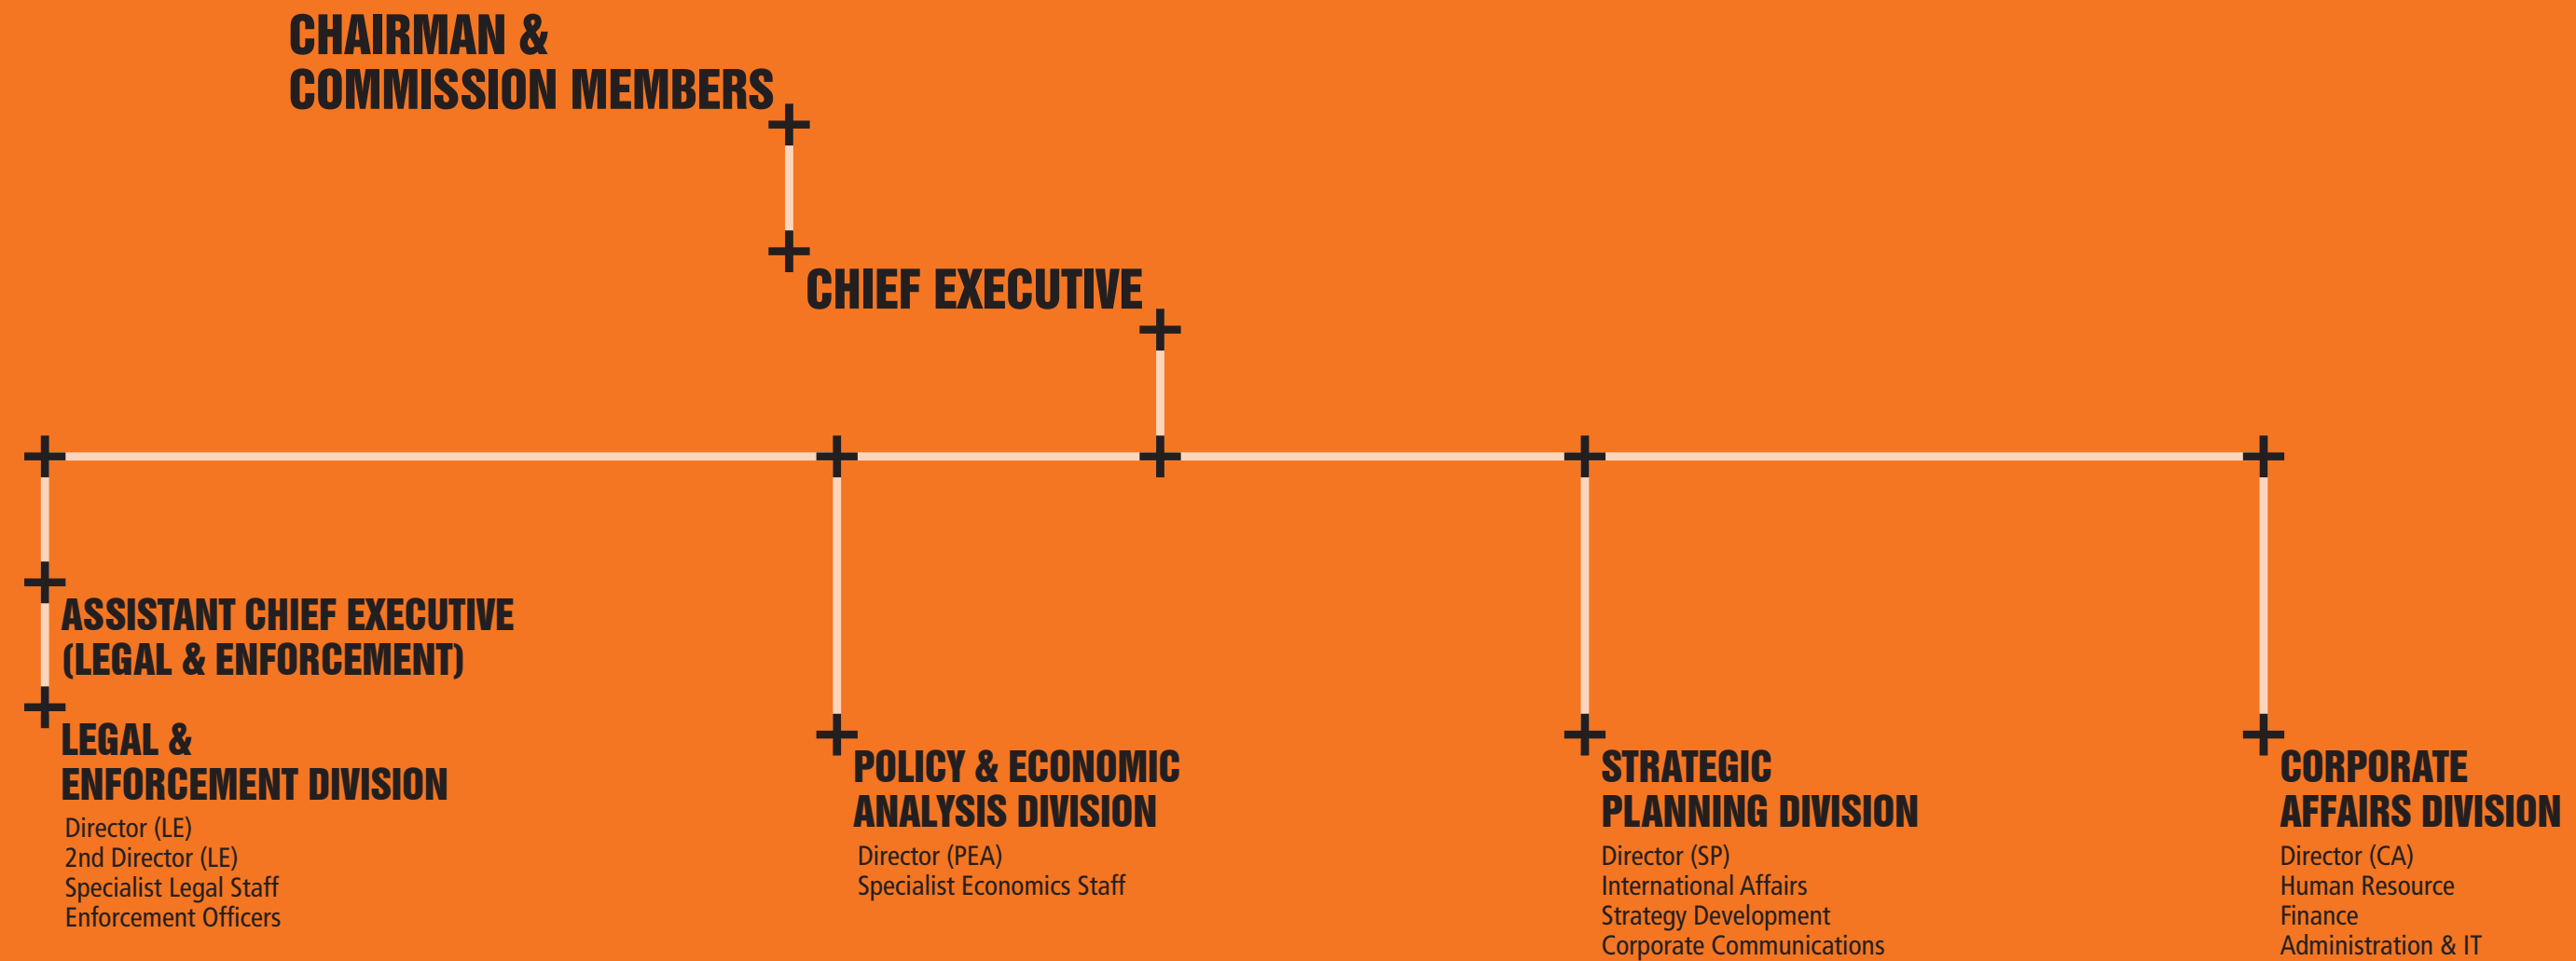 CHAIRMAN &
COMMISSION MEMBERS
CHIEF EXECUTIVE
ASSISTANT CHIEF EXECUTIVE
(LEGAL & ENFORCEMENT)
LEGAL &
ENFORCEMENT DIVISION
Director (LE)
2nd Director (LE)
Specialist Legal Staff
Enforcement Officers
POLICY & ECONOMIC
ANALYSIS DIVISION
Director (PEA)
Specialist Economics Staff
STRATEGIC
PLANNING DIVISION
Director (SP)
International Affairs
Strategy Development
Corporate Communications
CORPORATE
AFFAIRS DIVISION
Director (CA)
Human Resource
Finance
Administration & IT